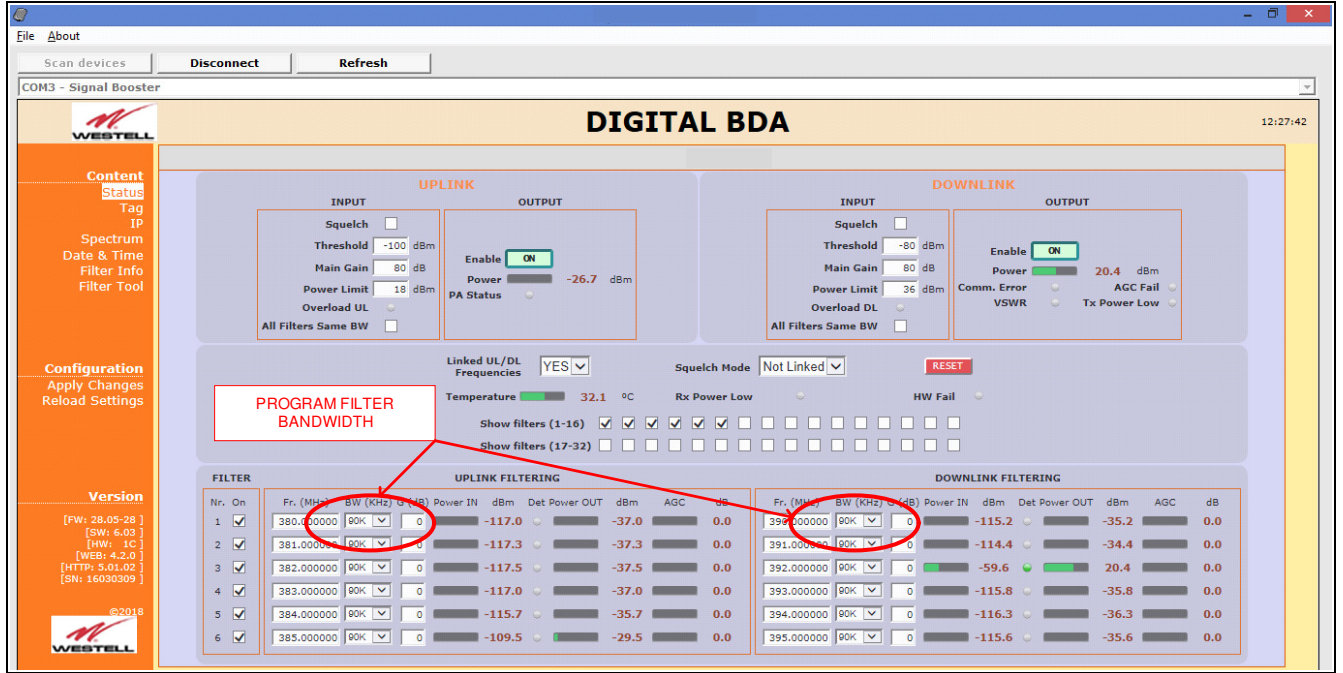 File About
Scan devices Disconnect Refresh
COM3 - Signal Booster
WESTELL
DIGITAL BDA
12:27:42
Content
Status
Tag
IP
Spectrum
Date & Time
Filter Info
Filter Tool
Configuration
Apply Changes
Reload Settings
Version
[FW: 28.05-28 ]
[SW: 6.03 ]
[HW: 1C ]
[WEB: 4.2.0 ]
[HTTP: 5.01.02 ]
[SN: 16030309 ]
©2018
WESTELL
UPLINK
INPUT OUTPUT
Squelch
Threshold -100 dBm
Main Gain 80 dB
Power Limit 18 dBm
Overload UL
All Filters Same BW
Enable ON
Power -26.7 dBm
PA Status
DOWNLINK
INPUT OUTPUT
Squelch
Threshold -80 dBm
Main Gain 80 dB
Power Limit 36 dBm
Overload DL
All Filters Same BW
Enable ON
Power 20.4 dBm
Comm. Error AGC Fail
VSWR Tx Power Low
Linked UL/DL
Frequencies YES
Squelch Mode Not Linked
RESET
Temperature 32.1 ºC Rx Power Low HW Fail
Show filters (1-16)
Show filters (17-32)
PROGRAM FILTER
BANDWIDTH
FILTER UPLINK FILTERING DOWNLINK FILTERING
Nr. On Fr. (MHz) BW (KHz) G (dB) Power IN dBm Det Power OUT dBm AGC dB Fr. (MHz) BW (KHz) G (dB) Power IN dBm Det Power OUT dBm AGC dB
1 380.000000 90K 0 -117.0 -37.0 0.0 390.000000 90K 0 -115.2 -35.2 0.0
2 381.000000 90K 0 -117.3 -37.3 0.0 391.000000 90K 0 -114.4 -34.4 0.0
3 382.000000 90K 0 -117.5 -37.5 0.0 392.000000 90K 0 -59.6 20.4 0.0
4 383.000000 90K 0 -117.0 -37.0 0.0 393.000000 90K 0 -115.8 -35.8 0.0
5 384.000000 90K 0 -115.7 -35.7 0.0 394.000000 90K 0 -116.3 -36.3 0.0
6 385.000000 90K 0 -109.5 -29.5 0.0 395.000000 90K 0 -115.6 -35.6 0.0